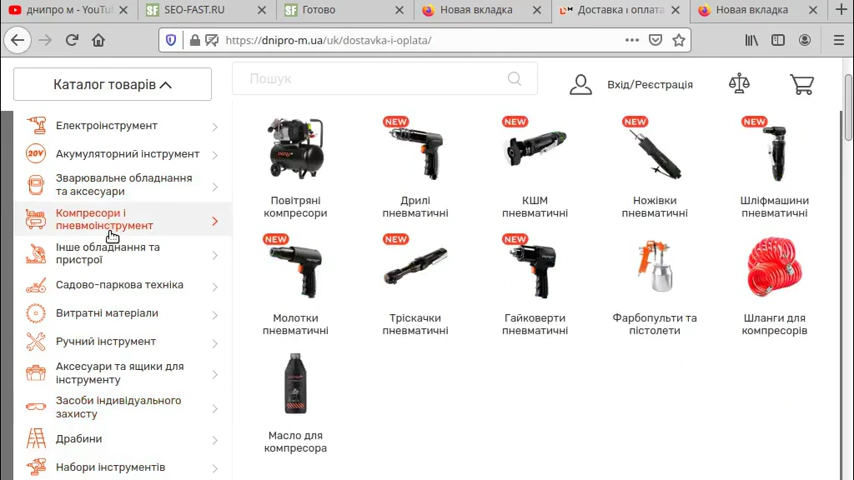 днипро м - YouTu
SEO-FAST.RU
Готово
Новая вкладка
Доставка і оплата
Новая вкладка
https://dnipro-m.ua/uk/dostavka-i-oplata/
Каталог товарів
Пошук
Вхід/Реєстрація
Електроінструмент
20V
Акумуляторний інструмент
Зварювальне обладнання
та аксесуари
Компресори і
пневмоінструмент
Інше обладнання та
пристрої
Садово-паркова техніка
Витратні матеріали
Ручний інструмент
Аксесуари та ящики для
інструменту
Засоби індивідуального
захисту
Драбини
Набори інструментів
NEW
NEW
NEW
NEW
Повітряні
компресори
Дрилі
пневматичні
КШМ
пневматичні
Ножівки
пневматичні
Шліфмашини
пневматичні
NEW
NEW
NEW
Молотки
пневматичні
Тріскачки
пневматичні
Гайковерти
пневматичні
Фарбопульти та
пістолети
Шланги для
компресорів
Масло для
компресора